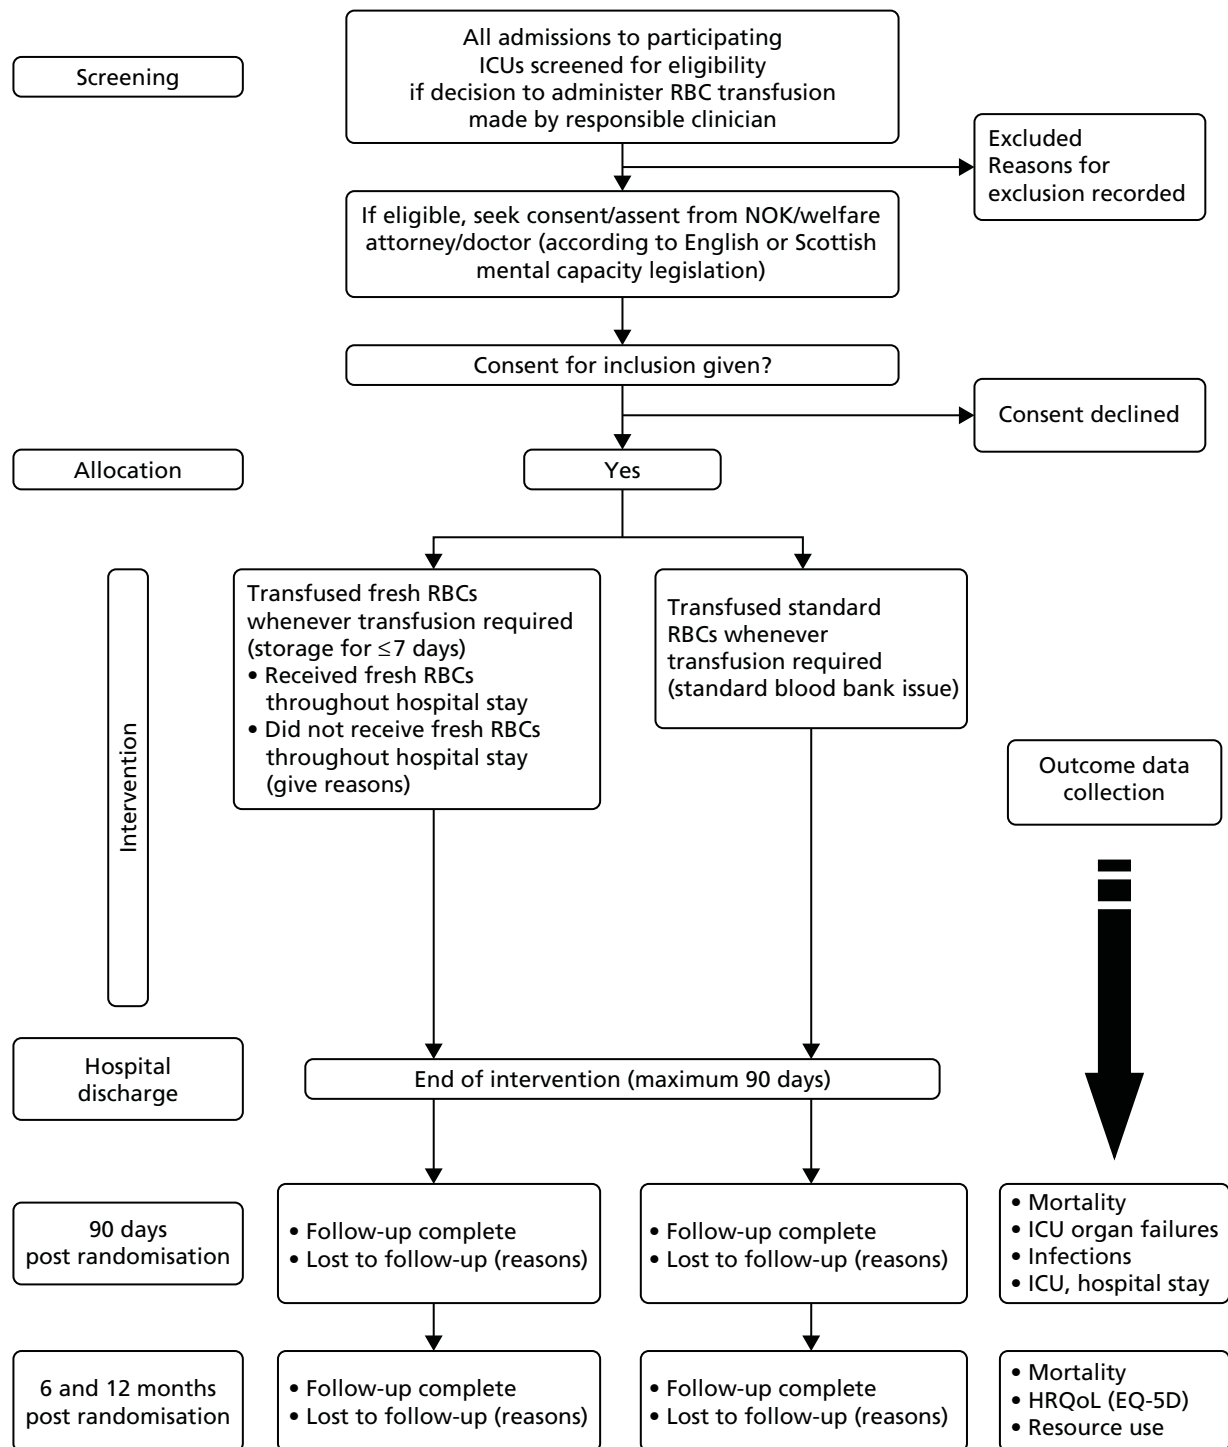 Screening
All admissions to participating
ICUs screened for eligibility
if decision to administer RBC transfusion
made by responsible clinician
Excluded
Reasons for
exclusion recorded
If eligible, seek consent/assent from NOK/welfare
attorney/doctor (according to English or Scottish
mental capacity legislation)
Consent for inclusion given?
Consent declined
Allocation
Yes
Intervention
Transfused fresh RBCs
whenever transfusion required
(storage for ≤7 days)
• Received fresh RBCs
throughout hospital stay
• Did not receive fresh RBCs
throughout hospital stay
(give reasons)
Transfused standard
RBCs whenever
transfusion required
(standard blood bank issue)
Outcome data
collection
Hospital
discharge
End of intervention (maximum 90 days)
90 days
post randomisation
• Follow-up complete
• Lost to follow-up (reasons)
• Follow-up complete
• Lost to follow-up (reasons)
• Mortality
• ICU organ failures
• Infections
• ICU, hospital stay
6 and 12 months
post randomisation
• Follow-up complete
• Lost to follow-up (reasons)
• Follow-up complete
• Lost to follow-up (reasons)
• Mortality
• HRQoL (EQ-5D)
• Resource use